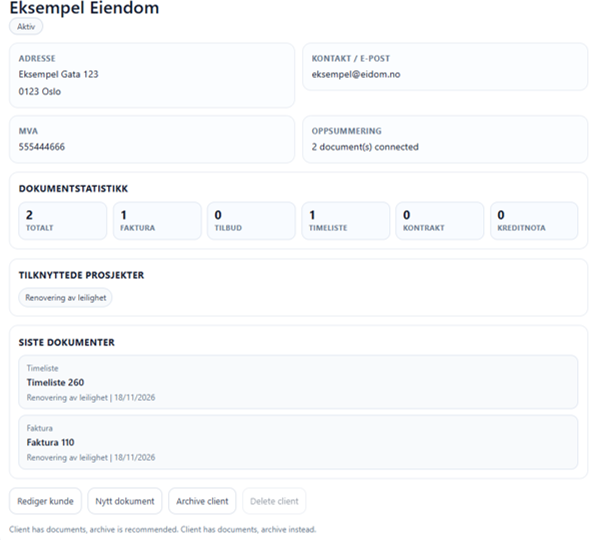 Eksempel Eiendom
Aktiv
ADRESSE
Eksempel Gata 123
0123 Oslo
KONTAKT / E-POST
eksempel@eidom.no
MVA
555444666
OPPSUMMERING
2 document(s) connected
DOKUMENTSTATISTIKK
2
TOTALT
1
FAKTURA
0
TILBUD
1
TIMELISTE
0
KONTRAKT
0
KREDITNOTA
TILKNYTTEDE PROSJEKTER
Renovering av leilighet
SISTE DOKUMENTER
Timeliste
Timeliste 260
Renovering av leilighet | 18/11/2026
Faktura
Faktura 110
Renovering av leilighet | 18/11/2026
Rediger kunde
Nytt dokument
Archive client
Delete client
Client has documents, archive is recommended. Client has documents, archive instead.